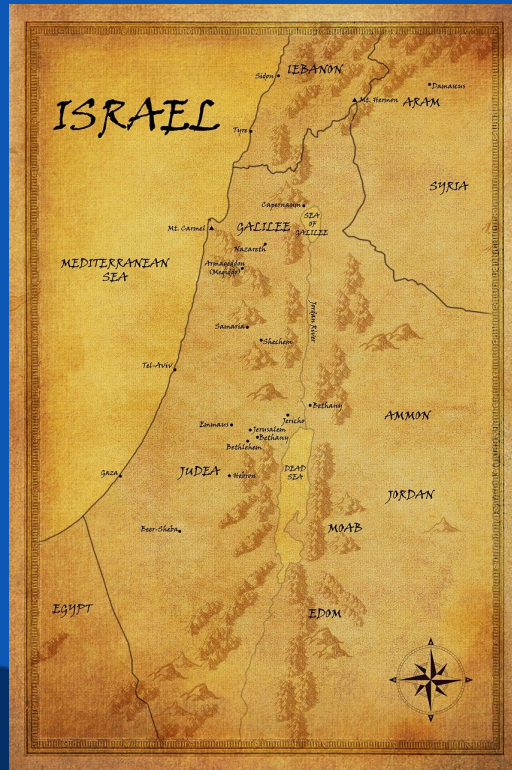 LEBANON
Sidon
Damascus
Mt. Hermon
ARAM
ISRAEL
Tyre
SYRIA
Capernaum
SEA
OF
GALILEE
Mt. Carmel
GALILEE
Nazareth
MEDITERRANEAN
SEA
Armageddon
(Megiddo)
Jordan River
Samaria
Shechem
Tel-Aviv
Bethany
Jericho
AMMON
Emmaus
Jerusalem
Bethany
Bethlehem
Gaza
JUDEA
Hebron
DEAD
SEA
JORDAN
Beer-Sheba
MOAB
EGYPT
EDOM